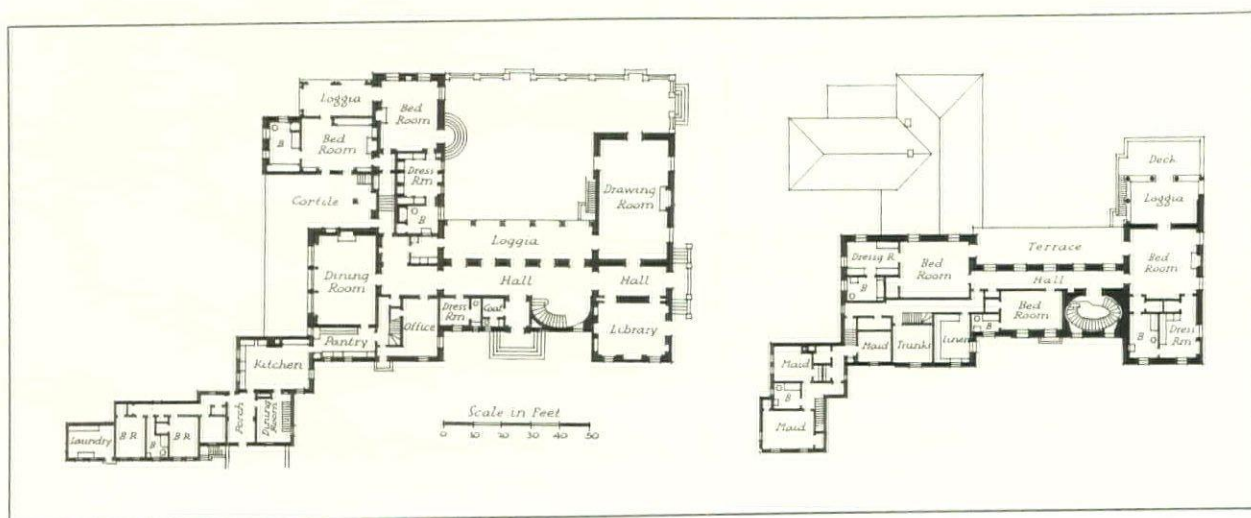 Loggia
Bed
Room
B
Bed
Room
Dress
Rm
Cortile
B
Drawing
Room
Loggia
Dining
Room
Hall
Hall
Dress
Rm
Coat
Office
Library
Pantry
Kitchen
Porch
Dining
Room
Laundry
B R
B
B R
Scale in Feet
0 10 20 30 40 50
Deck
Loggia
Terrace
Dress'g R
Bed
Room
Bed
Room
B
Hall
Bed
Room
B
Maid
Trunks
Linen
B
Dress
Rm
Maid
B
Maid